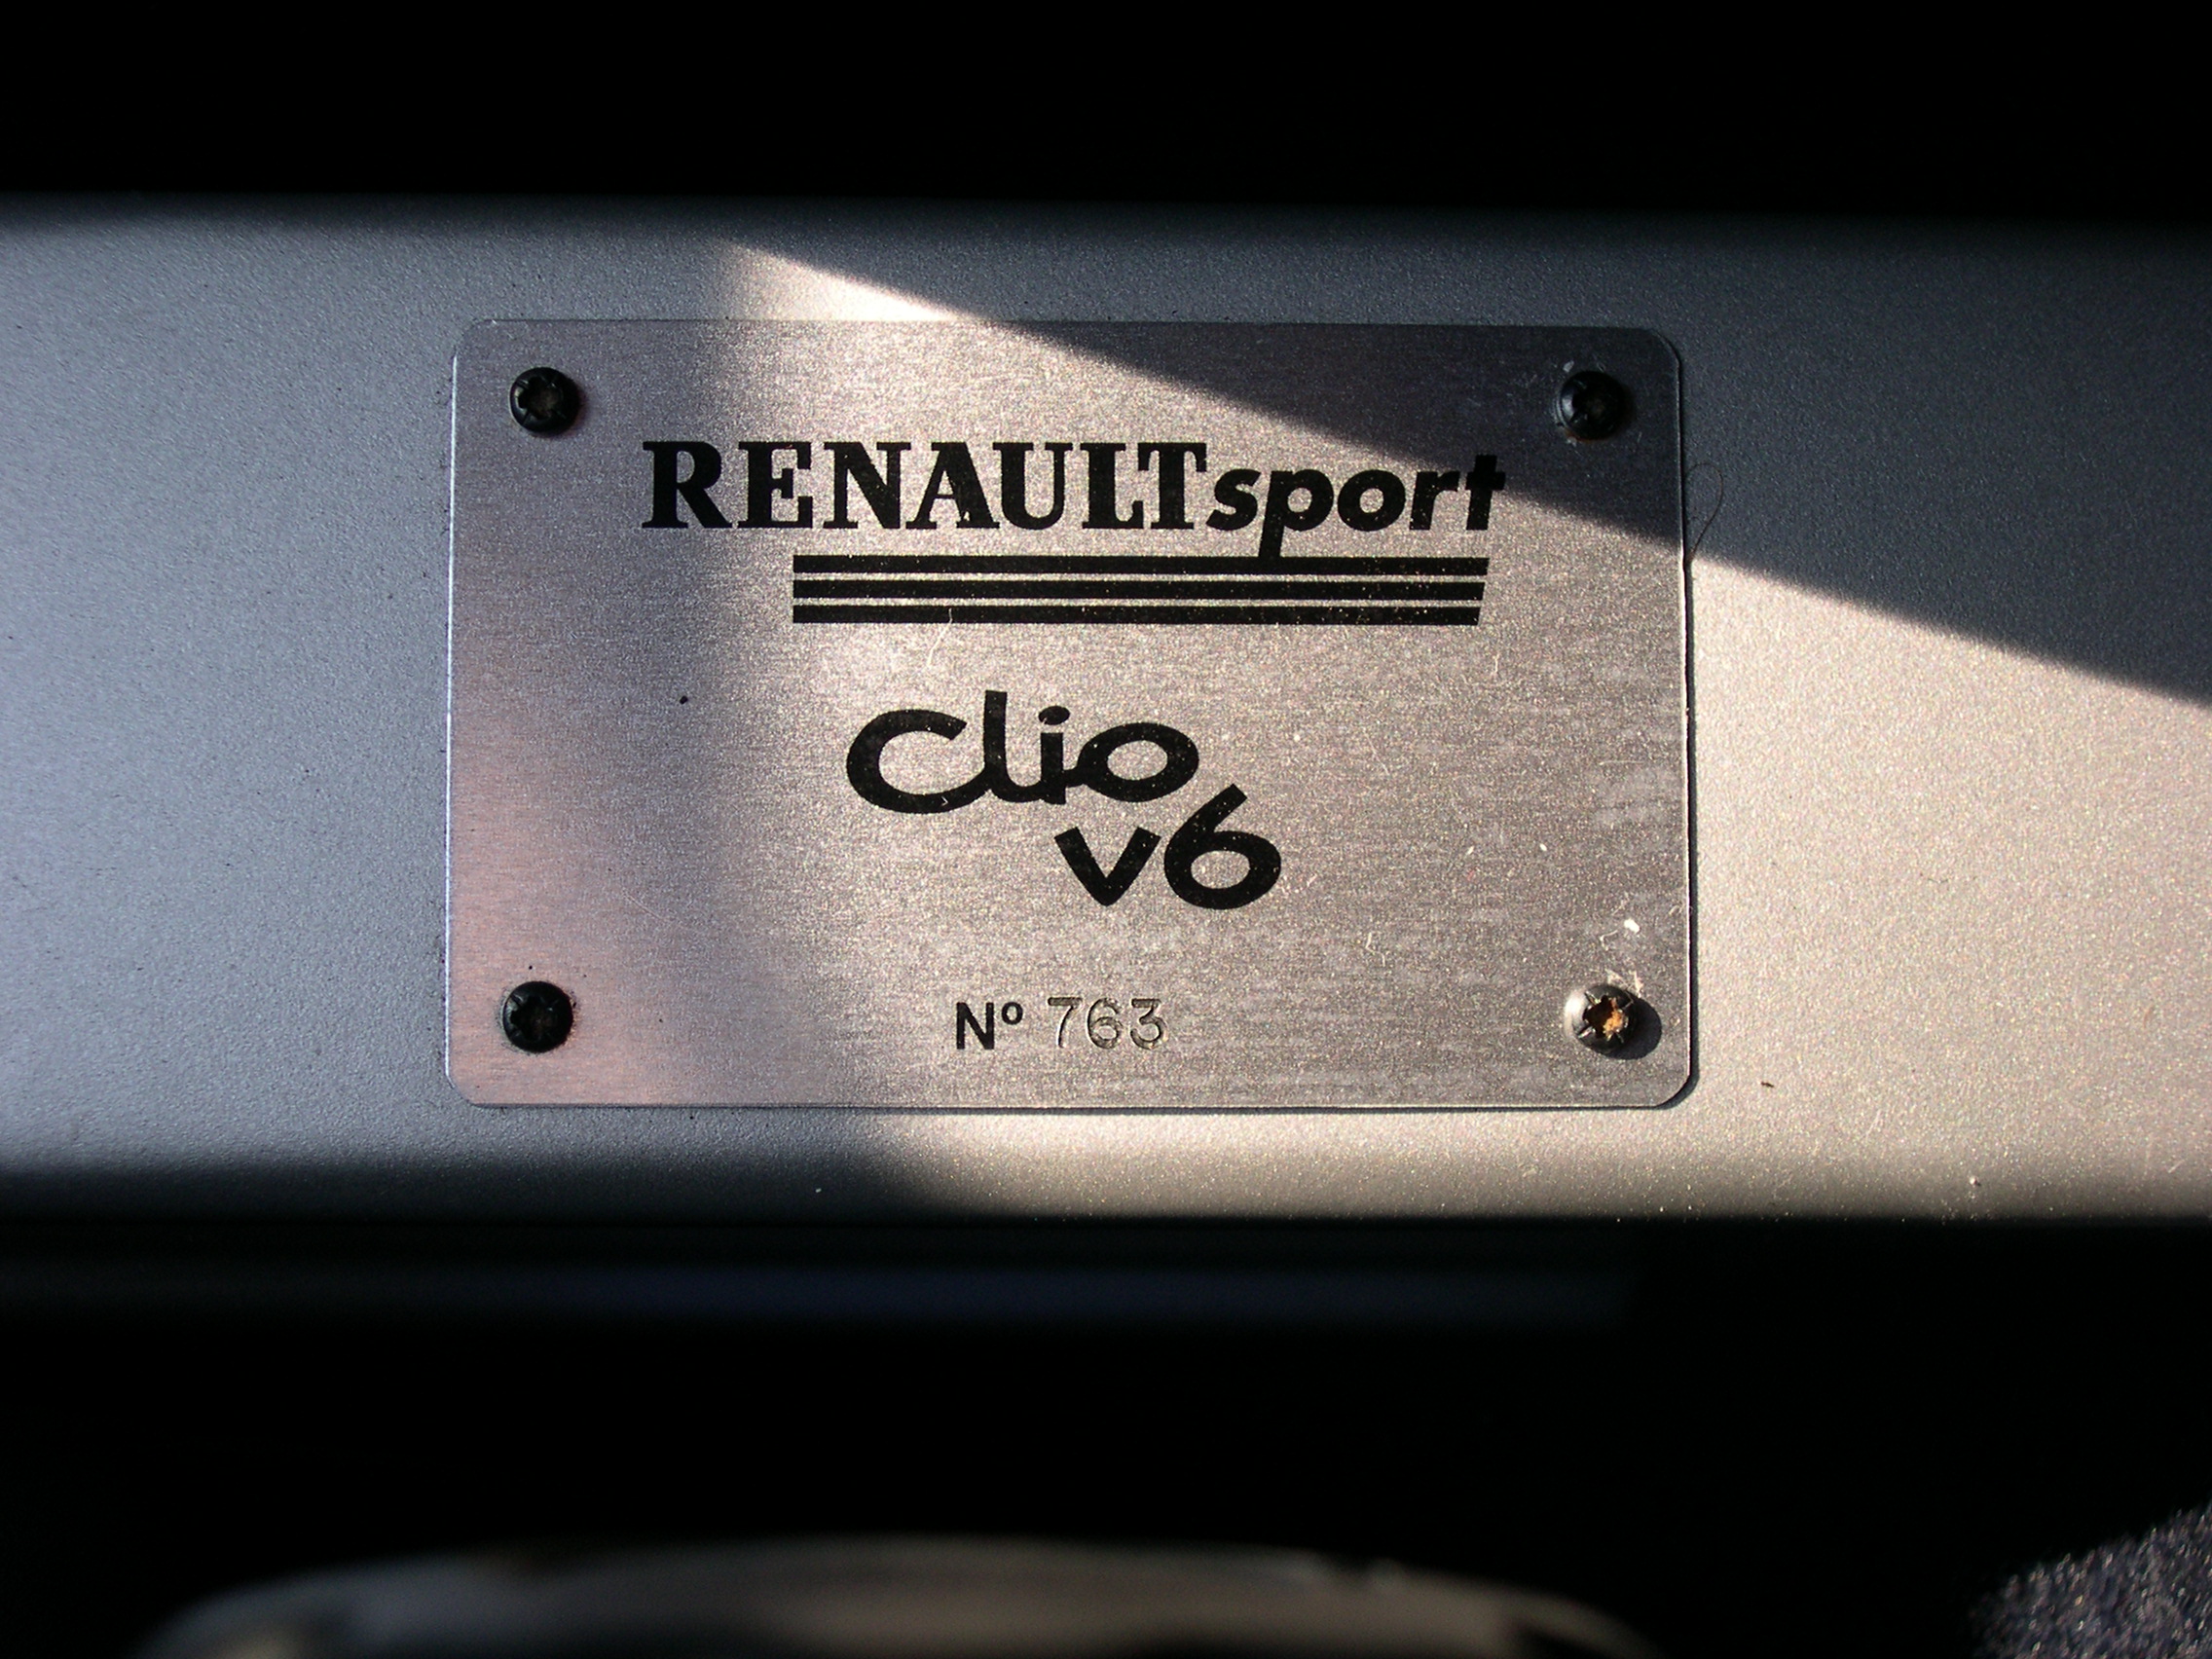 RENAULTsport
Clio
v6
Nº 763